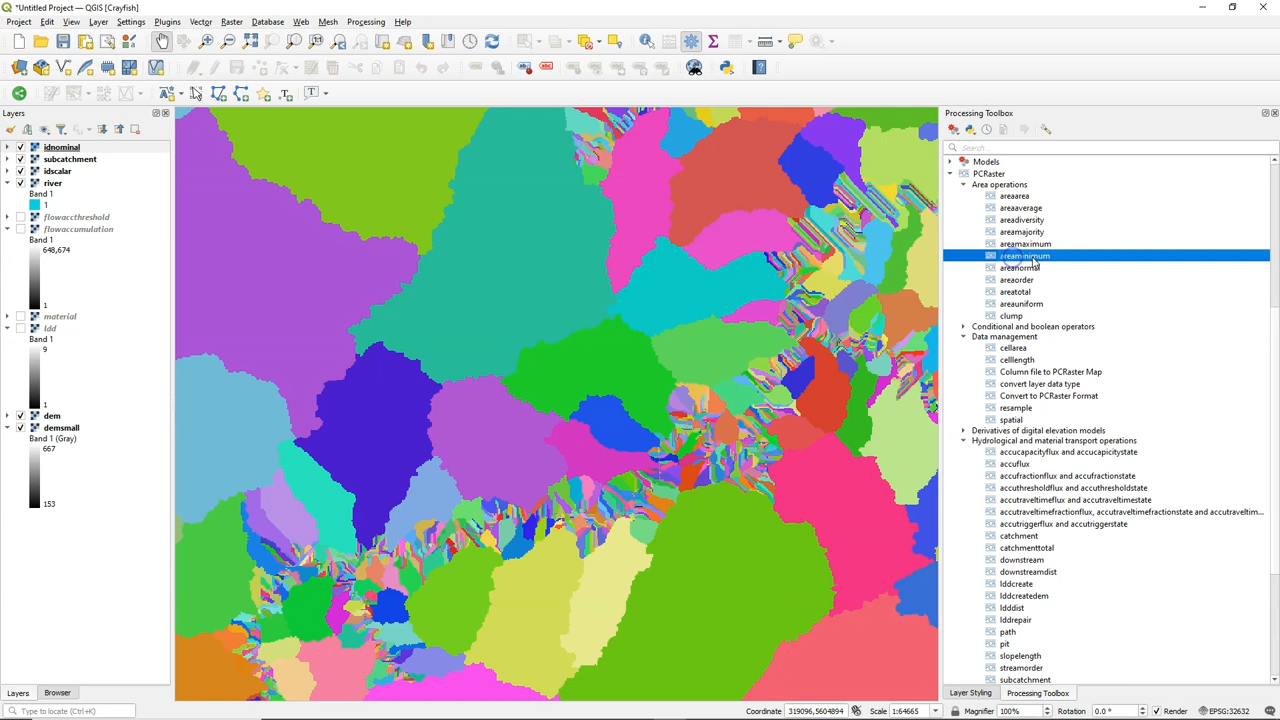 *Untitled Project — QGIS [Crayfish]
Project Edit View Layer Settings Plugins Vector Raster Database Web Mesh Processing Help
Layers
idnominal
subcatchment
idscalar
river
Band 1
1
flowaccthreshold
flowaccumulation
Band 1
648,674
1
material
ldd
Band 1
9
1
dem
demsmall
Band 1 (Gray)
667
153
Layers Browser
Processing Toolbox
Search...
Models
PCRaster
Area operations
areaarea
areaaverage
areadiversity
areamajority
areamaximum
areaminimum
areanormal
areaorder
areatotal
areauniform
clump
Conditional and boolean operators
Data management
cellarea
celllength
Column file to PCRaster Map
convert layer data type
Convert to PCRaster Format
resample
spatial
Derivatives of digital elevation models
Hydrological and material transport operations
accucapacityflux and accucapicitystate
accuflux
accufractionflux and accufractionstate
accuthresholdflux and accuthresholdstate
accutraveltimeflux and accutraveltimestate
accutraveltimefractionflux, accutraveltimefractionstate and accutraveltim...
accutriggerflux and accutriggerstate
catchment
catchmenttotal
downstream
downstreamdist
lddcreate
lddcreatedem
ldddist
lddrepair
path
pit
slopelength
streamorder
subcatchment
Layer Styling Processing Toolbox
Type to locate (Ctrl+K)
Coordinate 319096,5604894 Scale 1:64665 Magnifier 100% Rotation 0.0 ° Render EPSG:32632